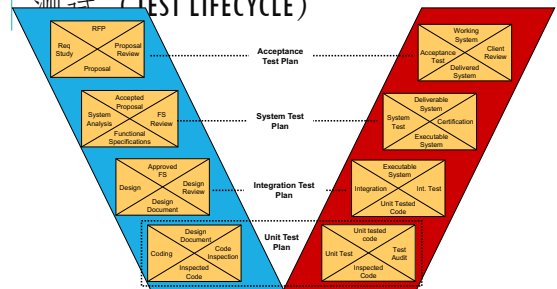 测试 (TEST LIFECYCLE)
RFP
Req
Study
Proposal
Review
Proposal
Acceptance
Test Plan
Working
System
Acceptance
Test
Client
Review
Delivered
System
Accepted
Proposal
System
Analysis
FS
Review
Functional
Specifications
System Test
Plan
Deliverable
System
System
Test
Certification
Executable
System
Approved
FS
Design
Design
Review
Design
Document
Integration Test
Plan
Executable
System
Integration
Int. Test
Unit Tested
Code
Design
Document
Coding
Code
Inspection
Inspected
Code
Unit Test
Plan
Unit tested
code
Unit Test
Test
Audit
Inspected
Code